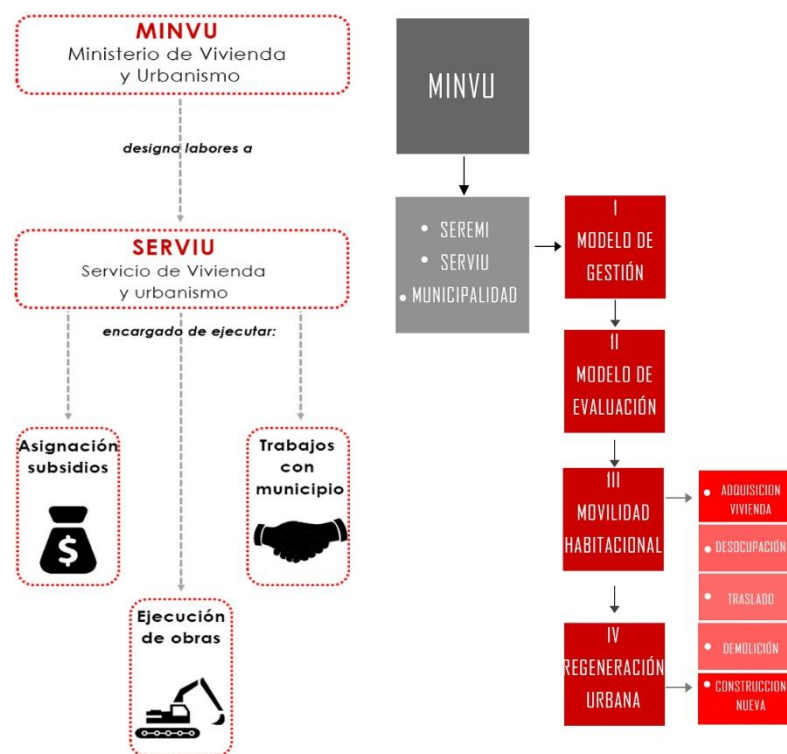 MINVU
Ministerio de Vivienda
y Urbanismo
designa labores a
SERVIU
Servicio de Vivienda
y urbanismo
encargado de ejecutar:
Asignación
subsidios
$
Trabajos
con
municipio
Ejecución
de obras
MINVU
• SEREMI
• SERVIU
• MUNICIPALIDAD
I
MODELO DE
GESTIÓN
II
MODELO DE
EVALUACIÓN
III
MOVILIDAD
HABITACIONAL
• ADQUISICION
VIVIENDA
• DESOCUPACIÓN
• TRASLADO
• DEMOLICIÓN
• CONSTRUCCION
NUEVA
IV
REGENERACIÓN
URBANA